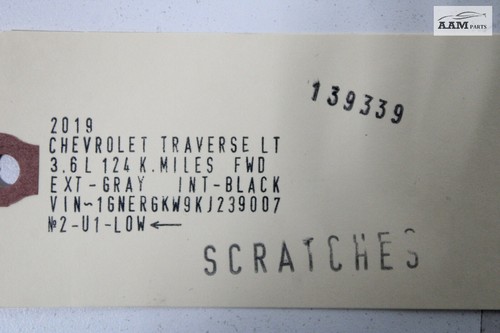 AAM
PARTS
139339
2019
CHEVROLET TRAVERSE LT
3.6L 124 K.MILES FWD
EXT-GRAY INT-BLACK
VIN~1GNERGKW9KJ239007
№2-U1-LOW←
SCRATCHES